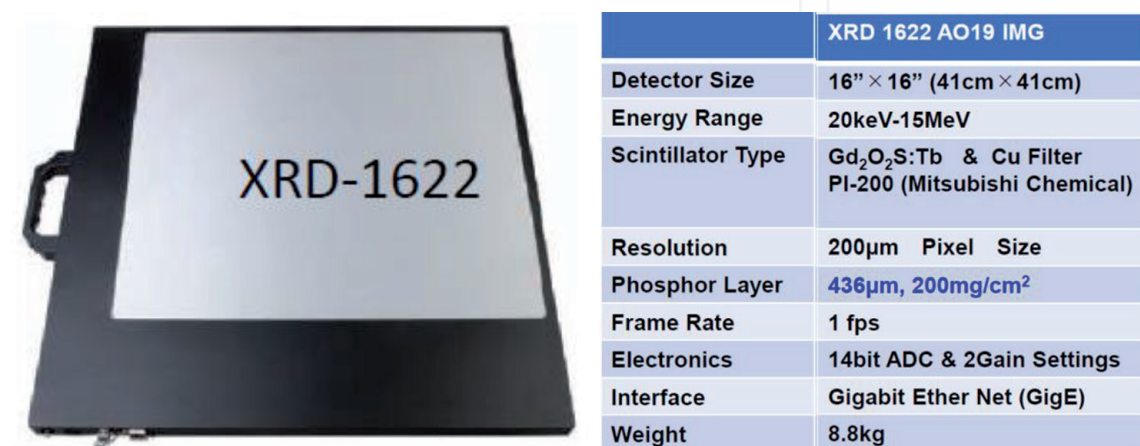 XRD-1622
XRD 1622 AO19 IMG
Detector Size 16”×16” (41cm×41cm)
Energy Range 20keV-15MeV
Scintillator Type Gd₂O₂S:Tb & Cu Filter
PI-200 (Mitsubishi Chemical)
Resolution 200μm Pixel Size
Phosphor Layer 436μm, 200mg/cm²
Frame Rate 1 fps
Electronics 14bit ADC & 2Gain Settings
Interface Gigabit Ether Net (GigE)
Weight 8.8kg